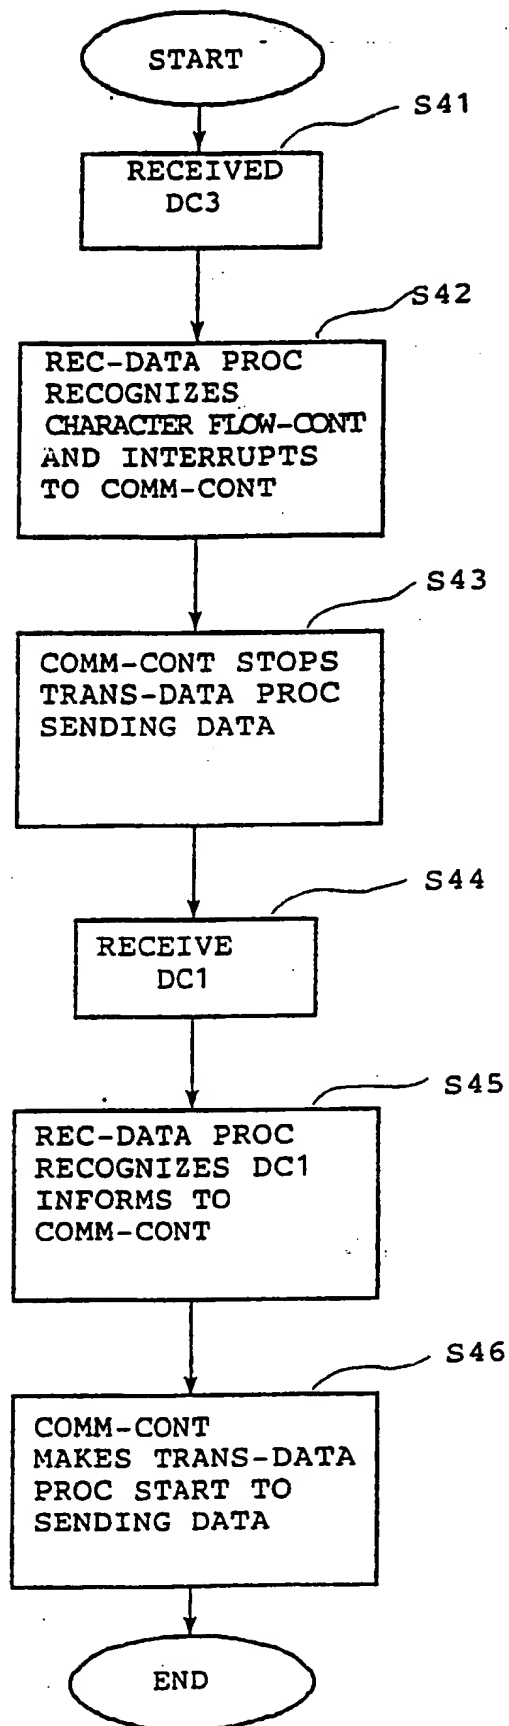 START
S41
RECEIVED
DC3
S42
REC-DATA PROC
RECOGNIZES
CHARACTER FLOW-CONT
AND INTERRUPTS
TO COMM-CONT
S43
COMM-CONT STOPS
TRANS-DATA PROC
SENDING DATA
S44
RECEIVE
DC1
S45
REC-DATA PROC
RECOGNIZES DC1
INFORMS TO
COMM-CONT
S46
COMM-CONT
MAKES TRANS-DATA
PROC START TO
SENDING DATA
END